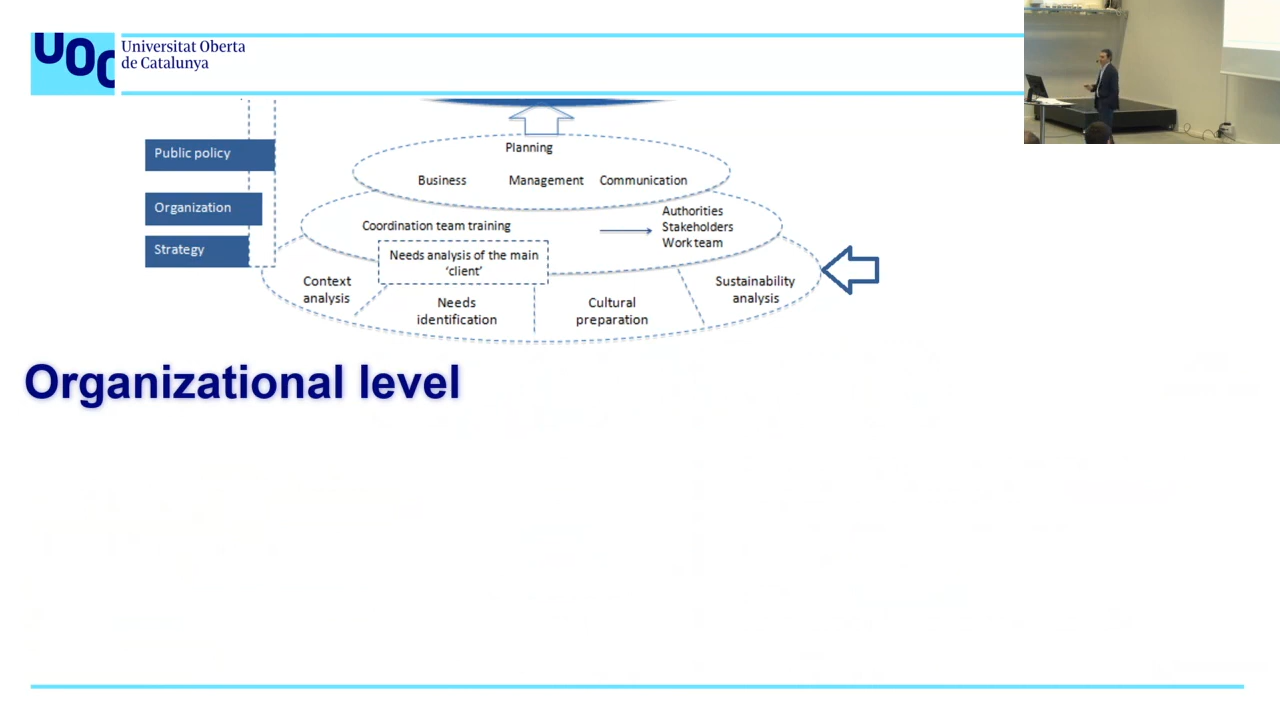 UOC
Universitat Oberta
de Catalunya
Public policy
Organization
Strategy
Planning
Business Management Communication
Coordination team training
Authorities
Stakeholders
Work team
Needs analysis of the main
'client'
Context
analysis
Needs
identification
Cultural
preparation
Sustainability
analysis
Organizational level